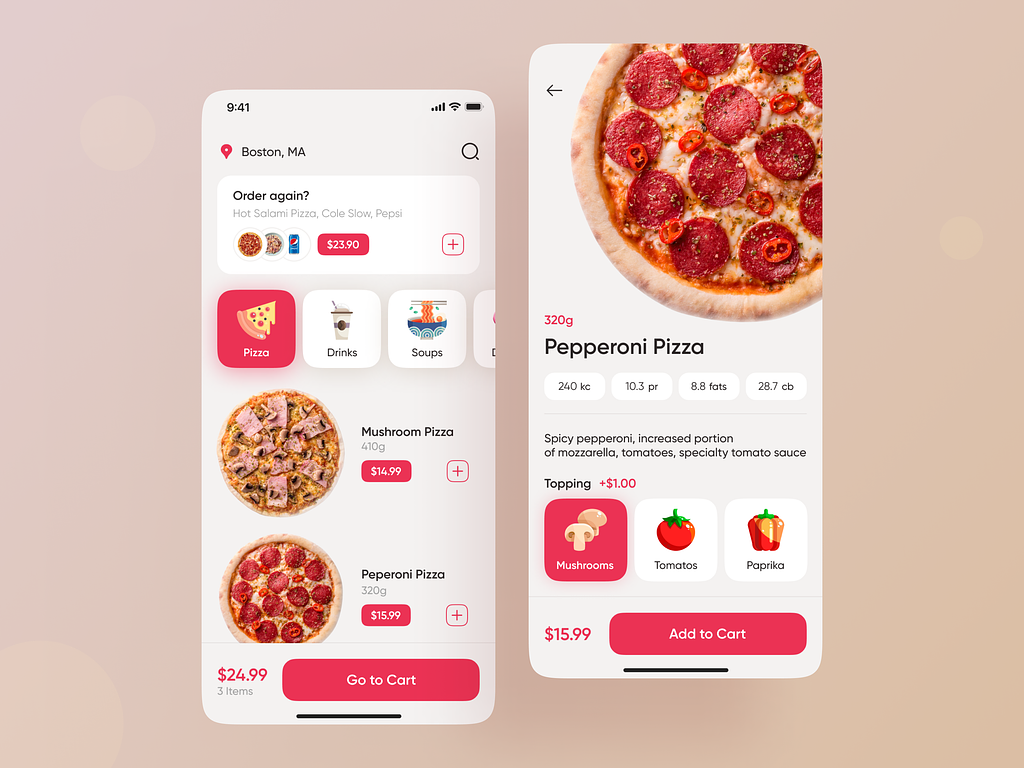 9:41
Boston, MA
Order again?
Hot Salami Pizza, Cole Slow, Pepsi
$23.90
Pizza
Drinks
Soups
Mushroom Pizza
410g
$14.99
Peperoni Pizza
320g
$15.99
$24.99
3 Items
Go to Cart
320g
Pepperoni Pizza
240 kc
10.3 pr
8.8 fats
28.7 cb
Spicy pepperoni, increased portion
of mozzarella, tomatoes, specialty tomato sauce
Topping +$1.00
Mushrooms
Tomatos
Paprika
$15.99
Add to Cart